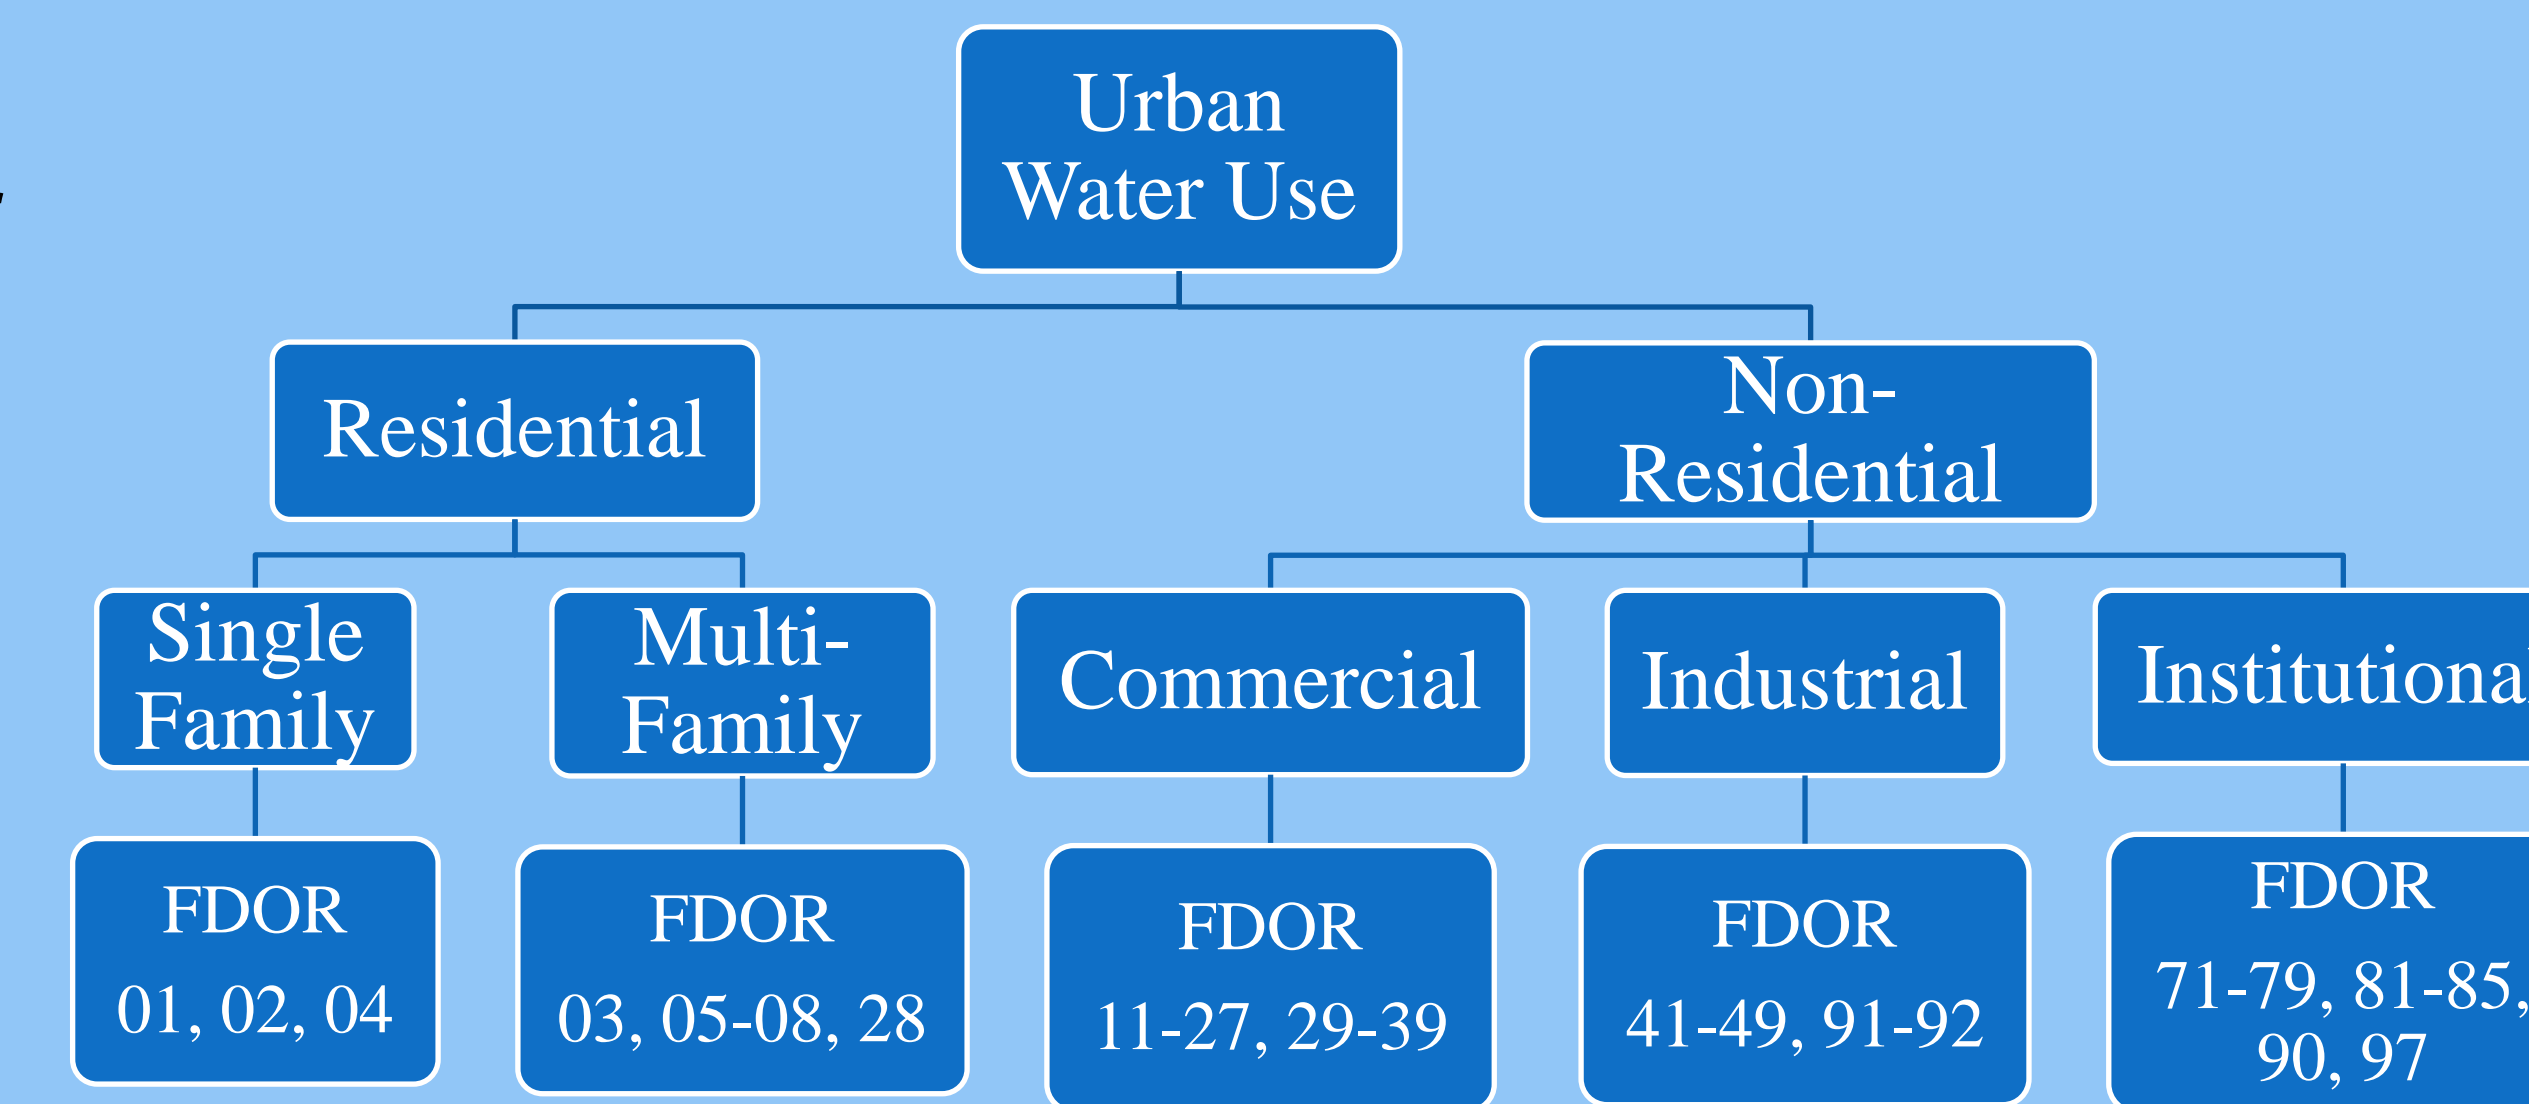 Urban
Water Use
Residential
Non-
Residential
Single
Family
Multi-
Family
Commercial
Industrial
Institutional
FDOR
01, 02, 04
FDOR
03, 05-08, 28
FDOR
11-27, 29-39
FDOR
41-49, 91-92
FDOR
71-79, 81-85,
90, 97